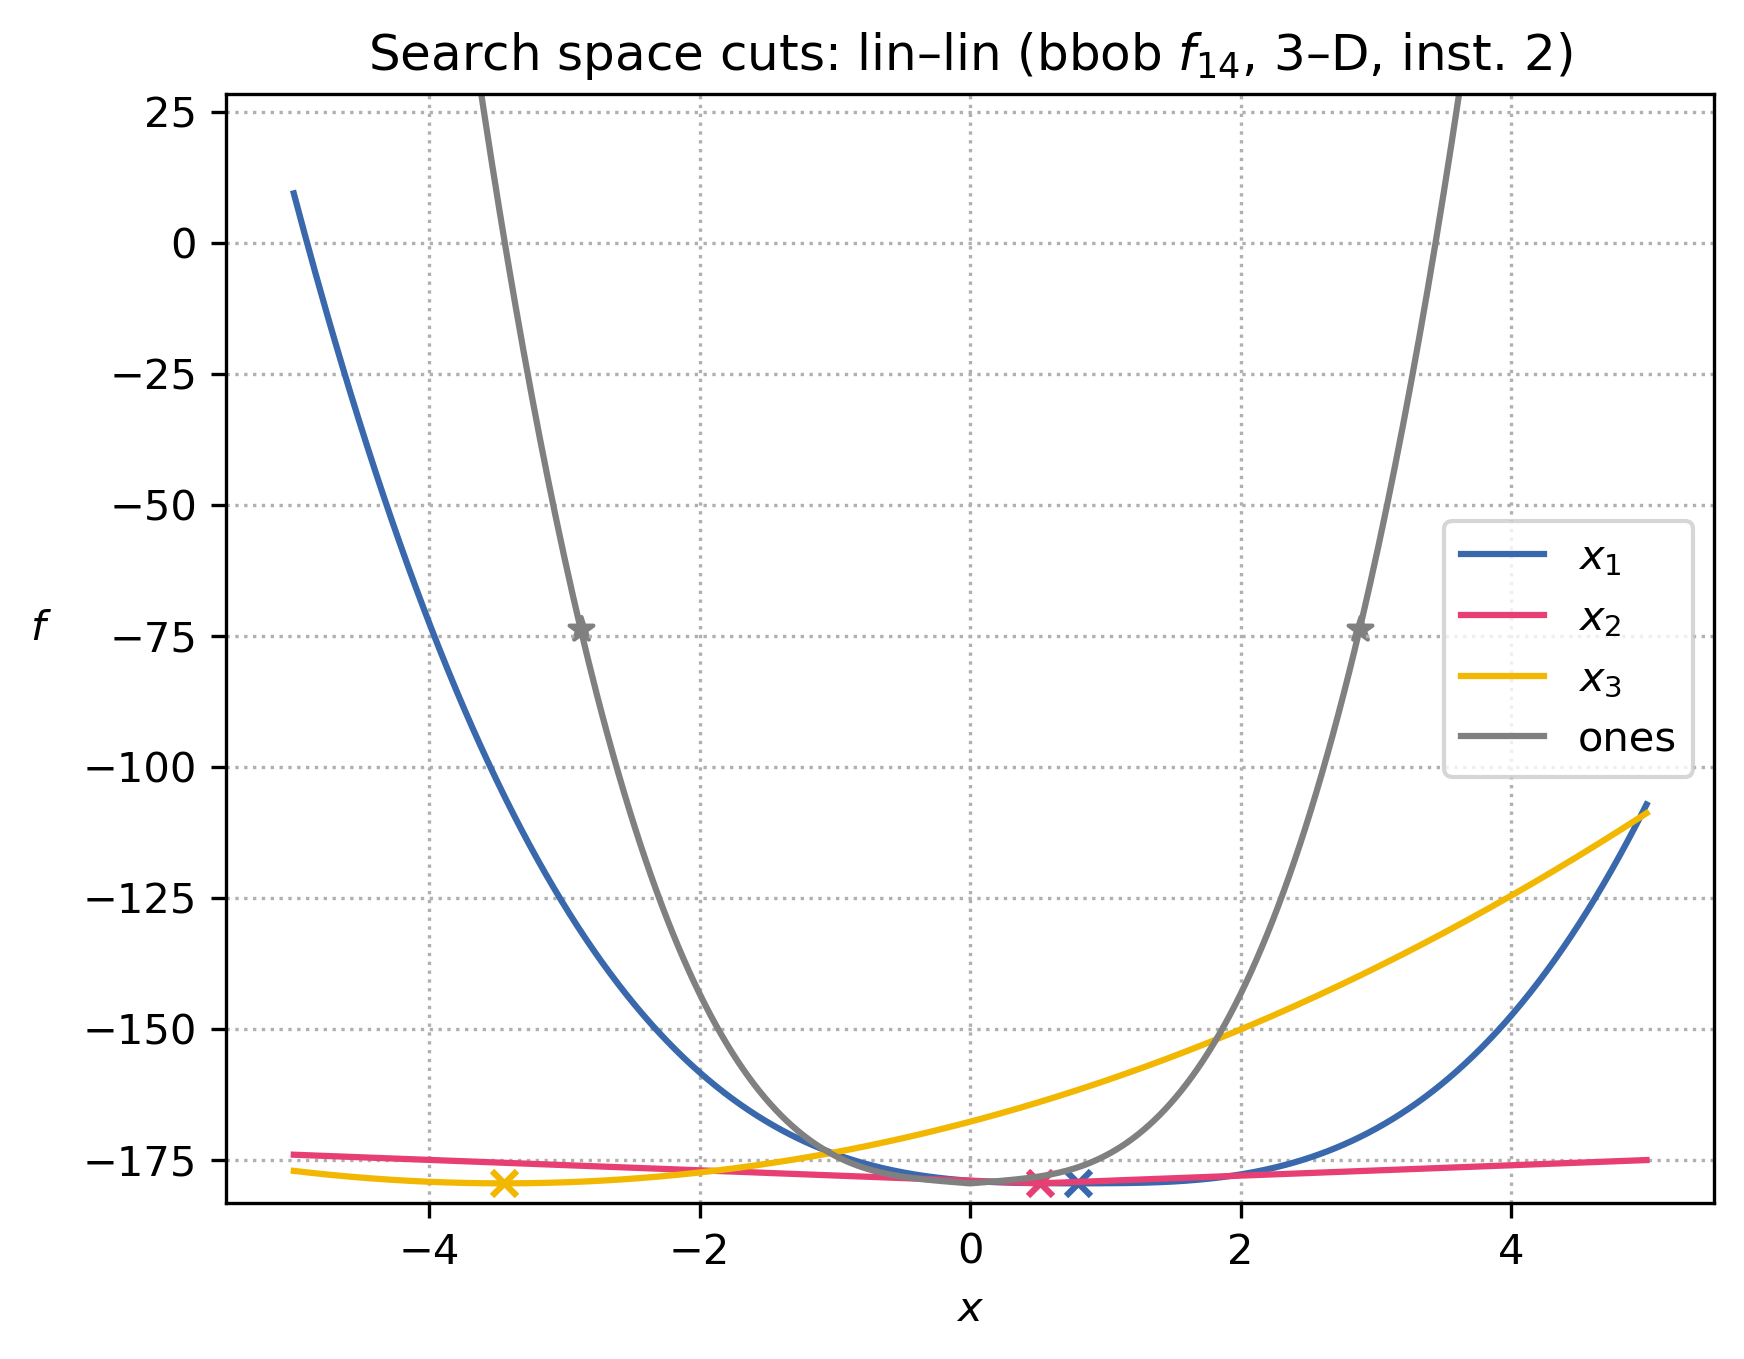 Search space cuts: lin–lin (bbob f₁₄, 3–D, inst. 2)
25
0
−25
−50
−75
−100
−125
−150
−175
f
x₁
x₂
x₃
ones
−4
−2
0
2
4
x